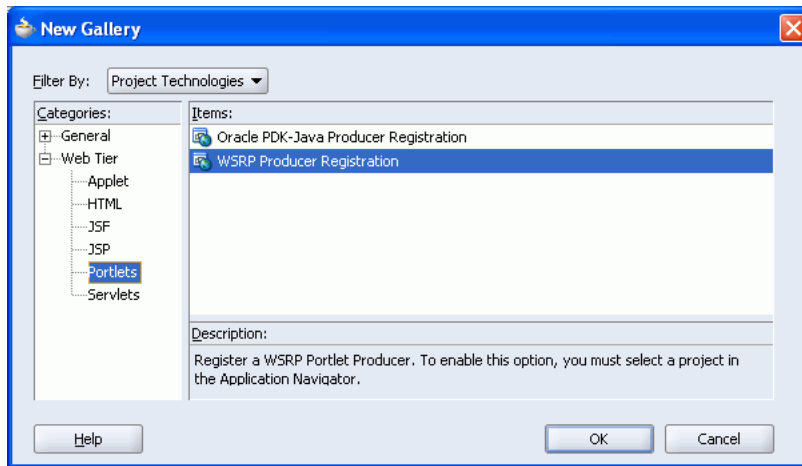 New Gallery
Filter By: Project Technologies
Categories:
General
Web Tier
Applet
HTML
JSF
JSP
Portlets
Servlets
Items:
Oracle PDK-Java Producer Registration
WSRP Producer Registration
Description:
Register a WSRP Portlet Producer. To enable this option, you must select a project in
the Application Navigator.
Help
OK
Cancel